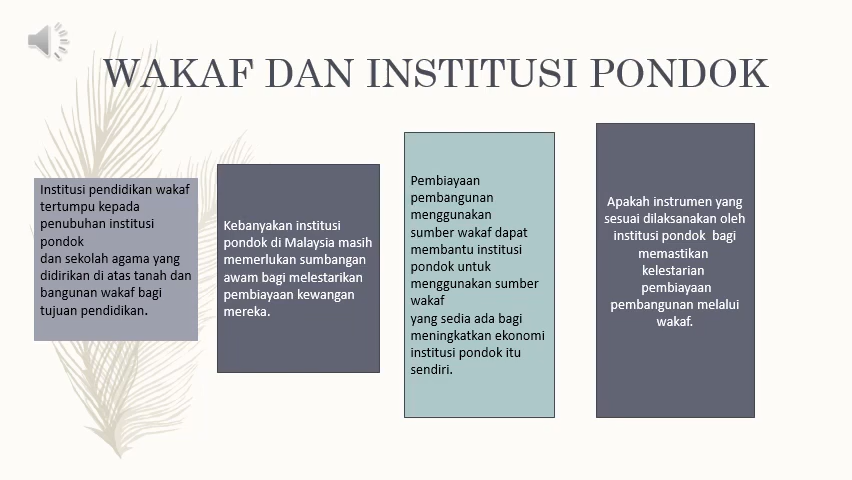 WAKAF DAN INSTITUSI PONDOK
Institusi pendidikan wakaf
tertumpu kepada
penubuhan institusi
pondok
dan sekolah agama yang
didirikan di atas tanah dan
bangunan wakaf bagi
tujuan pendidikan.
Kebanyakan institusi
pondok di Malaysia masih
memerlukan sumbangan
awam bagi melestarikan
pembiayaan kewangan
mereka.
Pembiayaan
pembangunan
menggunakan
sumber wakaf dapat
membantu institusi
pondok untuk
menggunakan sumber
wakaf
yang sedia ada bagi
meningkatkan ekonomi
institusi pondok itu
sendiri.
Apakah instrumen yang
sesuai dilaksanakan oleh
institusi pondok bagi
memastikan
kelestarian
pembiayaan
pembangunan melalui
wakaf.